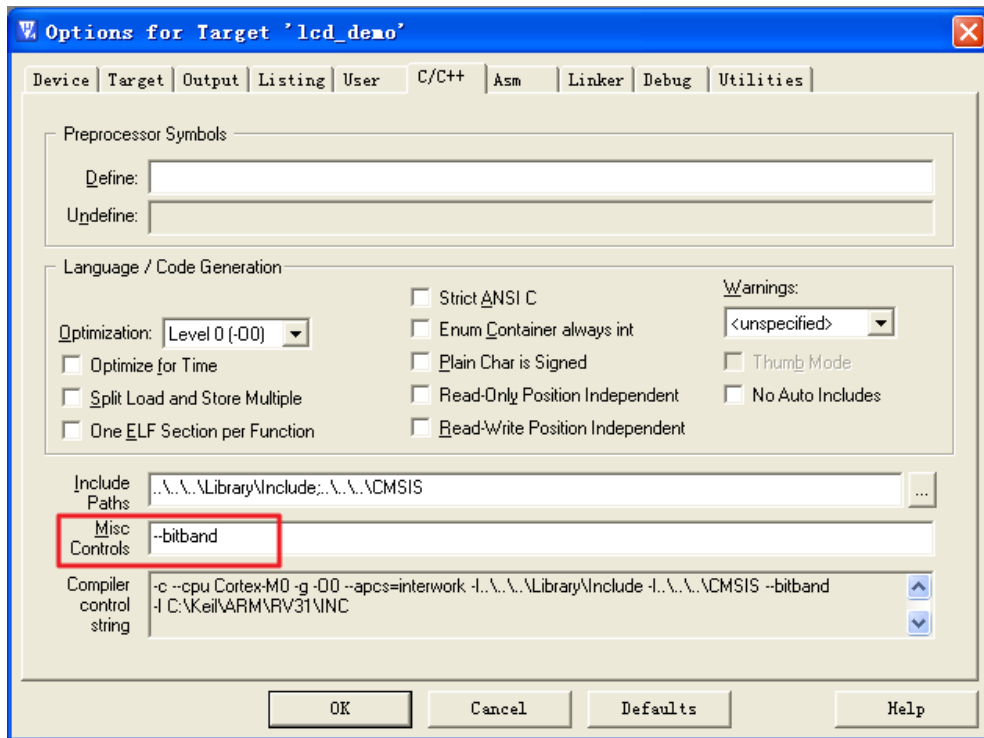 Options for Target 'lcd_demo'
Device Target Output Listing User C/C++ Asm Linker Debug Utilities
Preprocessor Symbols
Define:
Undefine:
Language / Code Generation
Optimization: Level 0 (-O0)
Optimize for Time
Split Load and Store Multiple
One ELF Section per Function
Strict ANSI C
Enum Container always int
Plain Char is Signed
Read-Only Position Independent
Read-Write Position Independent
Warnings:
<unspecified>
Thumb Mode
No Auto Includes
Include Paths ..\..\..\Library\Include;..\..\..\CMSIS ...
Misc Controls --bitband
Compiler control string
-c --cpu Cortex-M0 -g -O0 --apcs=interwork -I..\..\..\Library\Include -I..\..\..\CMSIS --bitband
-I C:\Keil\ARM\RV31\INC
OK Cancel Defaults Help